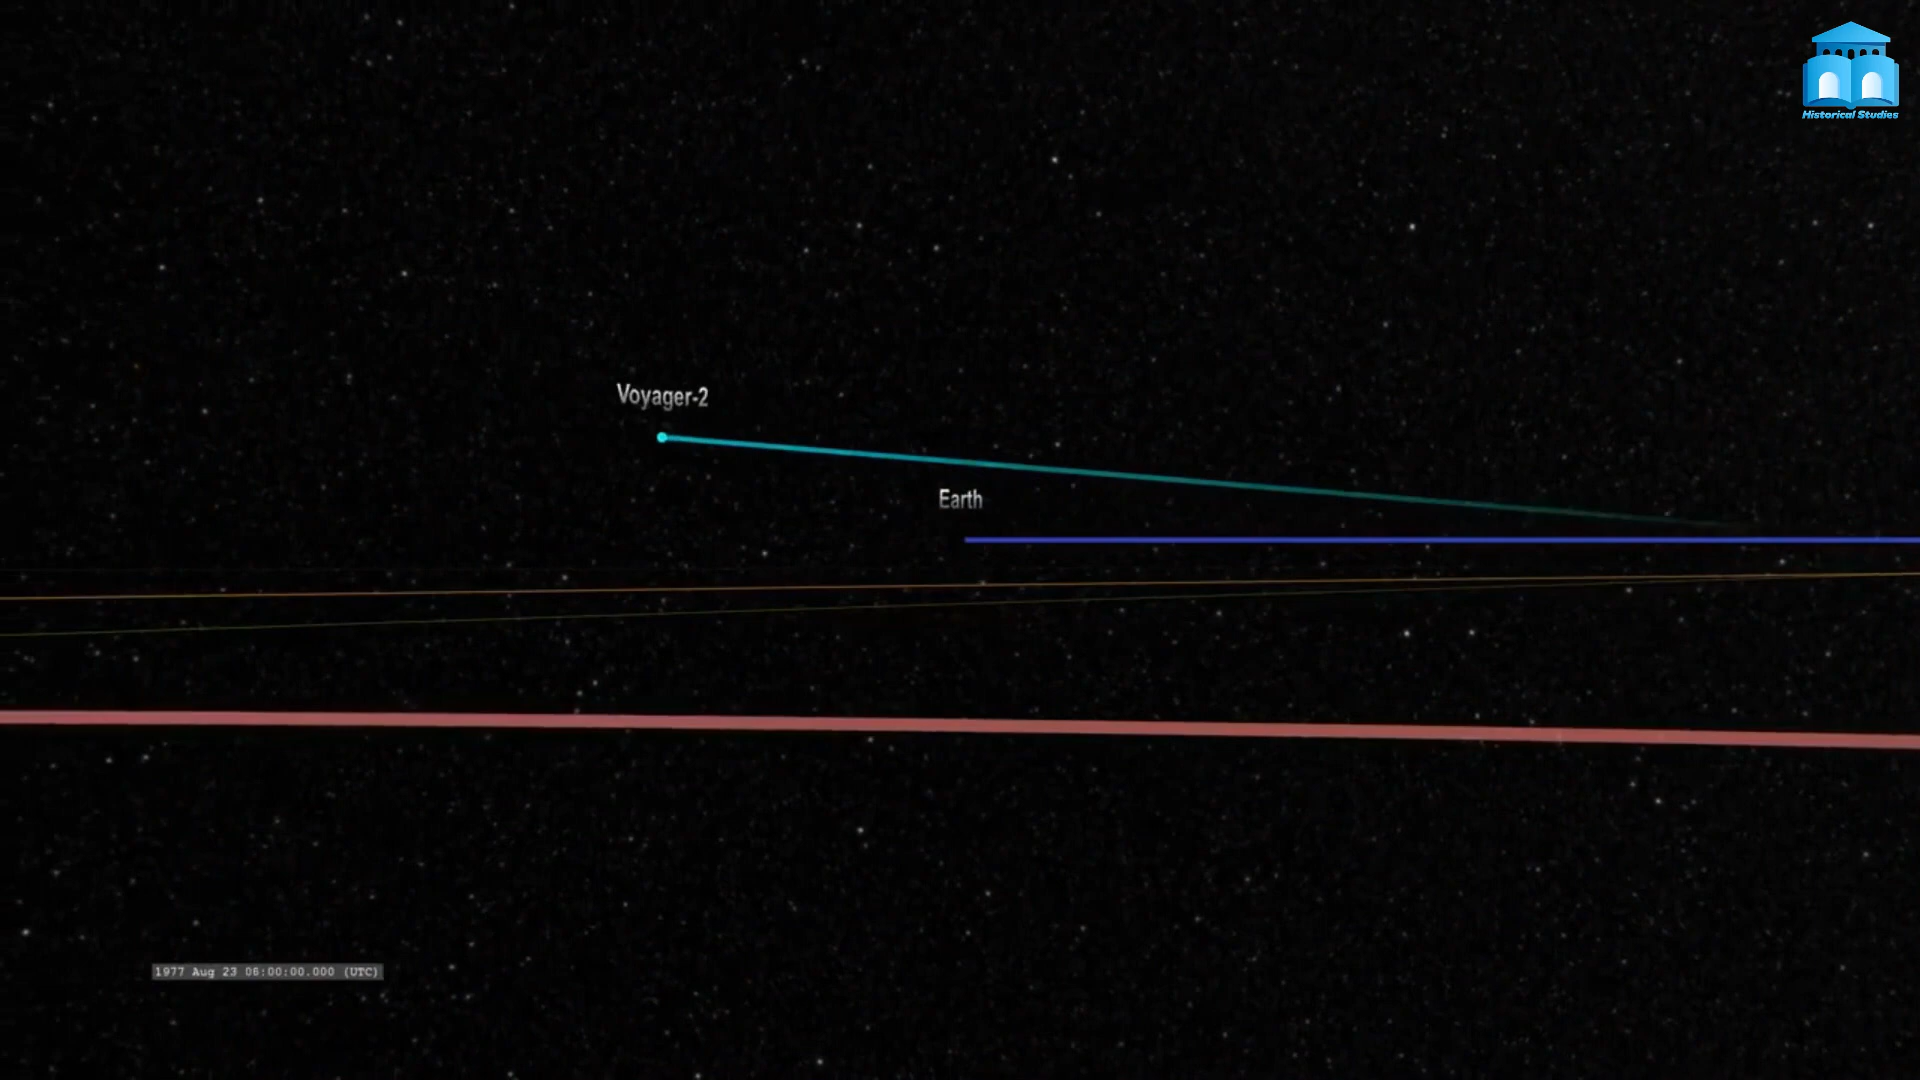 Historical Studies
Voyager-2
Earth
1977 Aug 23 06:00:00.000 (UTC)